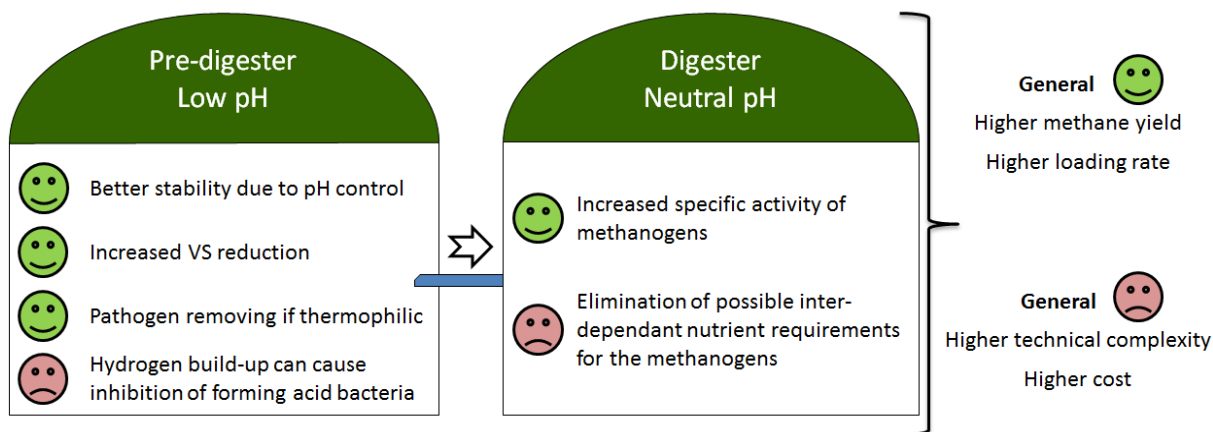 Pre-digester
Low pH
Better stability due to pH control
Increased VS reduction
Pathogen removing if thermophilic
Hydrogen build-up can cause
inhibition of forming acid bacteria
Digester
Neutral pH
Increased specific activity of
methanogens
Elimination of possible inter-
dependant nutrient requirements
for the methanogens
General
Higher methane yield
Higher loading rate
General
Higher technical complexity
Higher cost